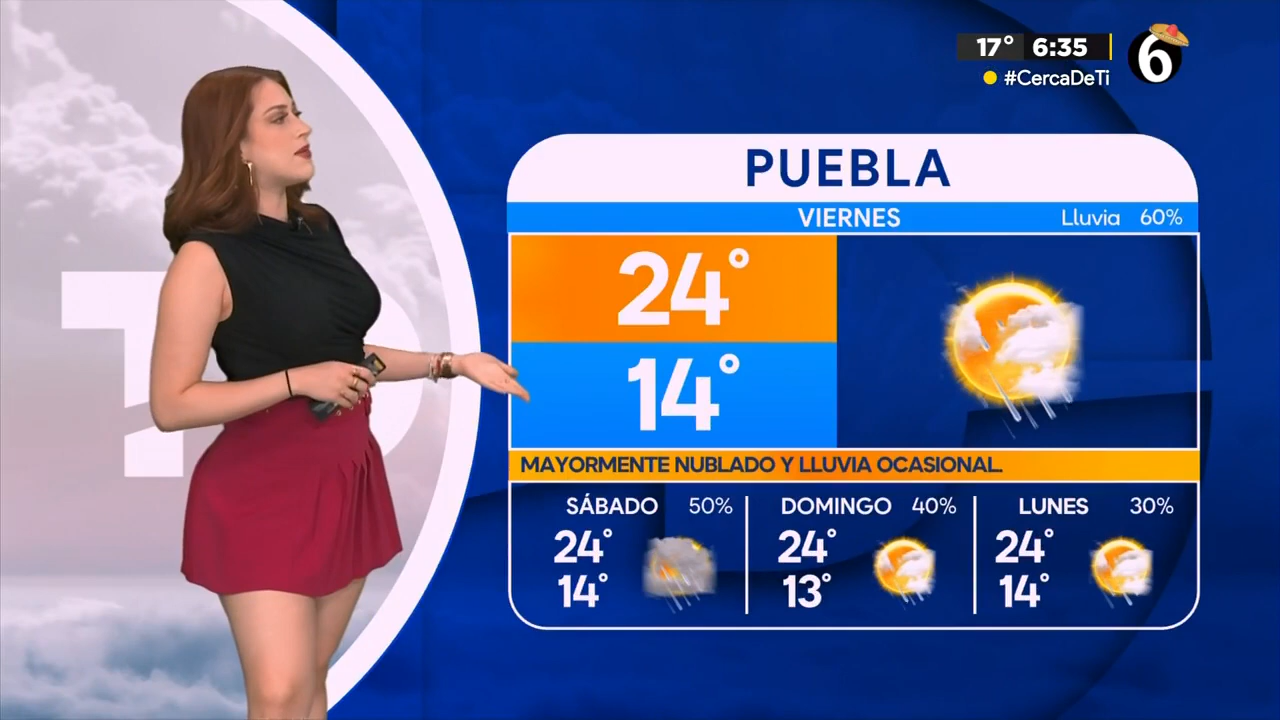 17° 6:35
#CercaDeTi
6
PUEBLA
VIERNES Lluvia 60%
24°
14°
MAYORMENTE NUBLADO Y LLUVIA OCASIONAL.
SÁBADO 50%
24°
14°
DOMINGO 40%
24°
13°
LUNES 30%
24°
14°